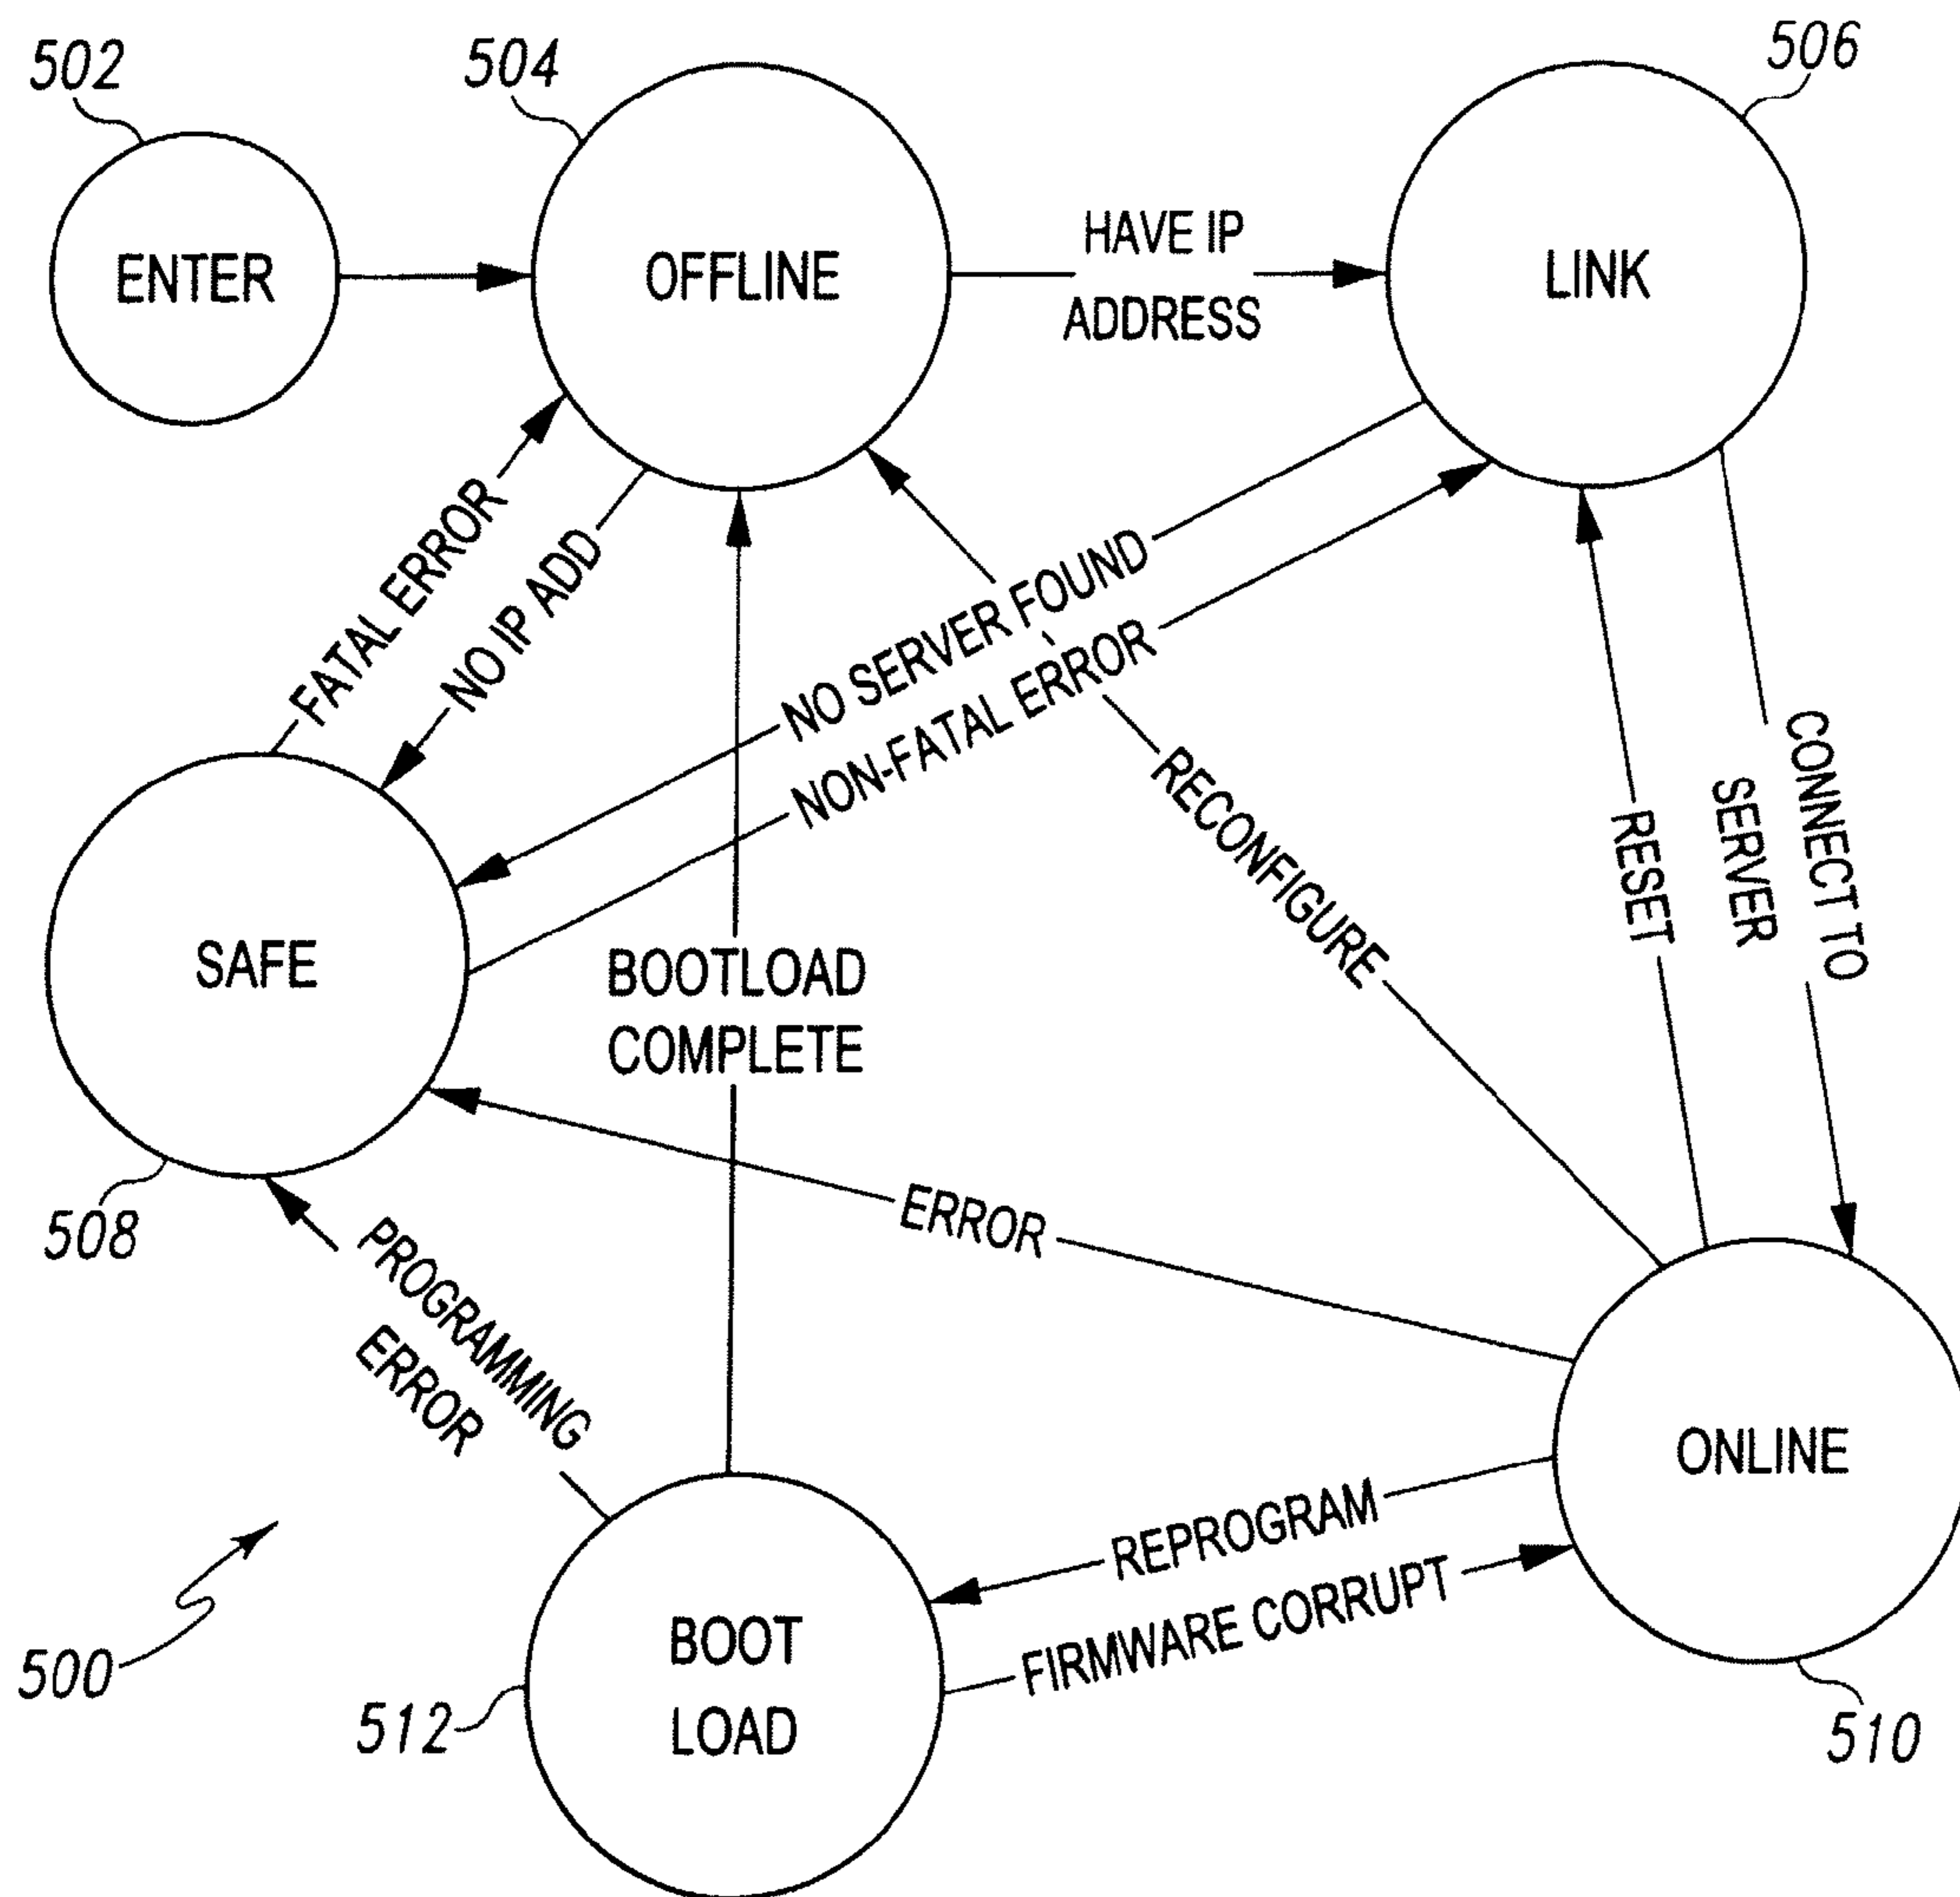 502
504
506
ENTER
OFFLINE
HAVE IP
ADDRESS
LINK
FATAL ERROR
NO IP ADD
NO SERVER FOUND
NON-FATAL ERROR
RECONFIGURE
RESET
CONNECT TO
SERVER
SAFE
BOOTLOAD
COMPLETE
508
ERROR
PROGRAMMING
ERROR
ONLINE
REPROGRAM
FIRMWARE CORRUPT
BOOT
LOAD
500
512
510